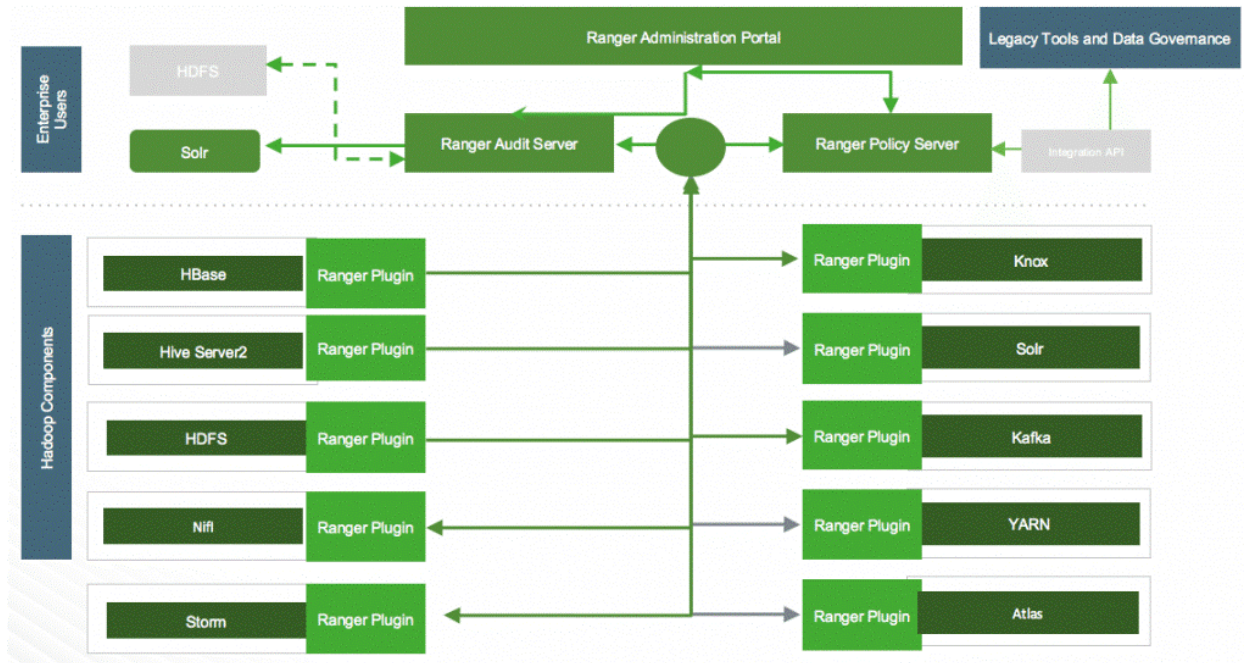 Ranger Administration Portal
Legacy Tools and Data Governance
Enterprise
Users
HDFS
Solr
Ranger Audit Server
Ranger Policy Server
Integration API
Hadoop Components
HBase
Ranger Plugin
Ranger Plugin
Knox
Hive Server2
Ranger Plugin
Ranger Plugin
Solr
HDFS
Ranger Plugin
Ranger Plugin
Kafka
Nifl
Ranger Plugin
Ranger Plugin
YARN
Storm
Ranger Plugin
Ranger Plugin
Atlas